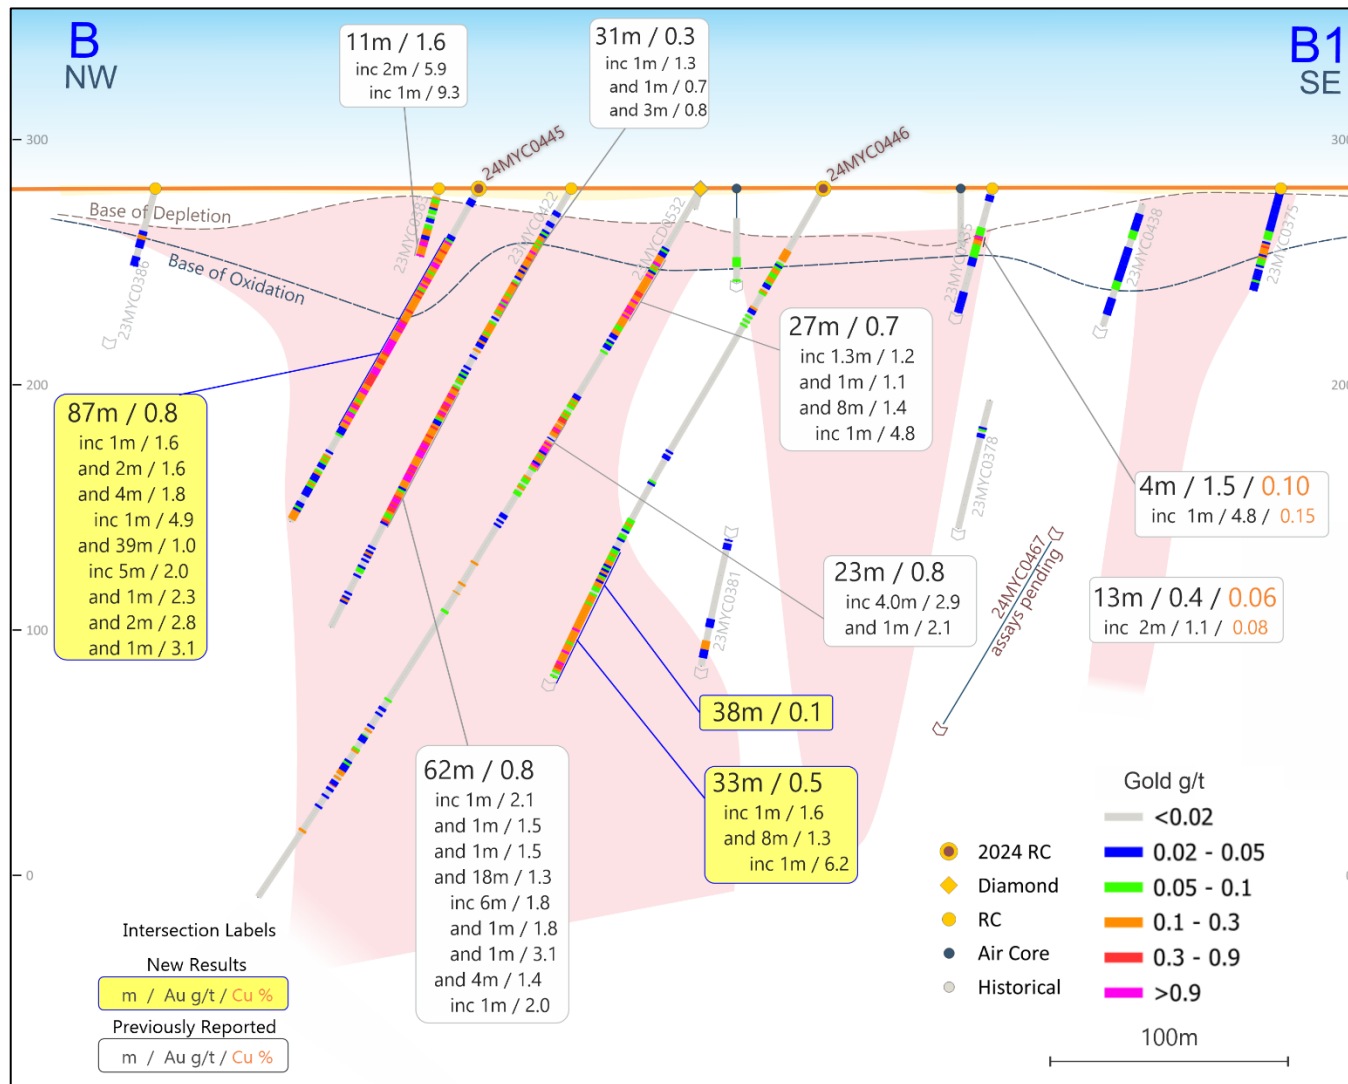 B
NW
B1
SE
11m / 1.6
inc 2m / 5.9
inc 1m / 9.3
31m / 0.3
inc 1m / 1.3
and 1m / 0.7
and 3m / 0.8
300
300
24MYC0445
24MYC0446
Base of Depletion
Base of Oxidation
23MYC0386
23MYC0383
23MYC0422
23MYCD0532
23MYC0438
23MYC0375
200
200
27m / 0.7
inc 1.3m / 1.2
and 1m / 1.1
and 8m / 1.4
inc 1m / 4.8
87m / 0.8
inc 1m / 1.6
and 2m / 1.6
and 4m / 1.8
inc 1m / 4.9
and 39m / 1.0
inc 5m / 2.0
and 1m / 2.3
and 2m / 2.8
and 1m / 3.1
23MYC0378
4m / 1.5 / 0.10
inc 1m / 4.8 / 0.15
24MYC0467
assays pending
23MYC0381
23m / 0.8
inc 4.0m / 2.9
and 1m / 2.1
13m / 0.4 / 0.06
inc 2m / 1.1 / 0.08
100
38m / 0.1
62m / 0.8
inc 1m / 2.1
and 1m / 1.5
and 1m / 1.5
and 18m / 1.3
inc 6m / 1.8
and 1m / 1.8
and 1m / 3.1
and 4m / 1.4
inc 1m / 2.0
33m / 0.5
inc 1m / 1.6
and 8m / 1.3
inc 1m / 6.2
0
Intersection Labels
New Results
m / Au g/t / Cu %
Previously Reported
m / Au g/t / Cu %
2024 RC
Diamond
RC
Air Core
Historical
Gold g/t
<0.02
0.02 - 0.05
0.05 - 0.1
0.1 - 0.3
0.3 - 0.9
>0.9
100m